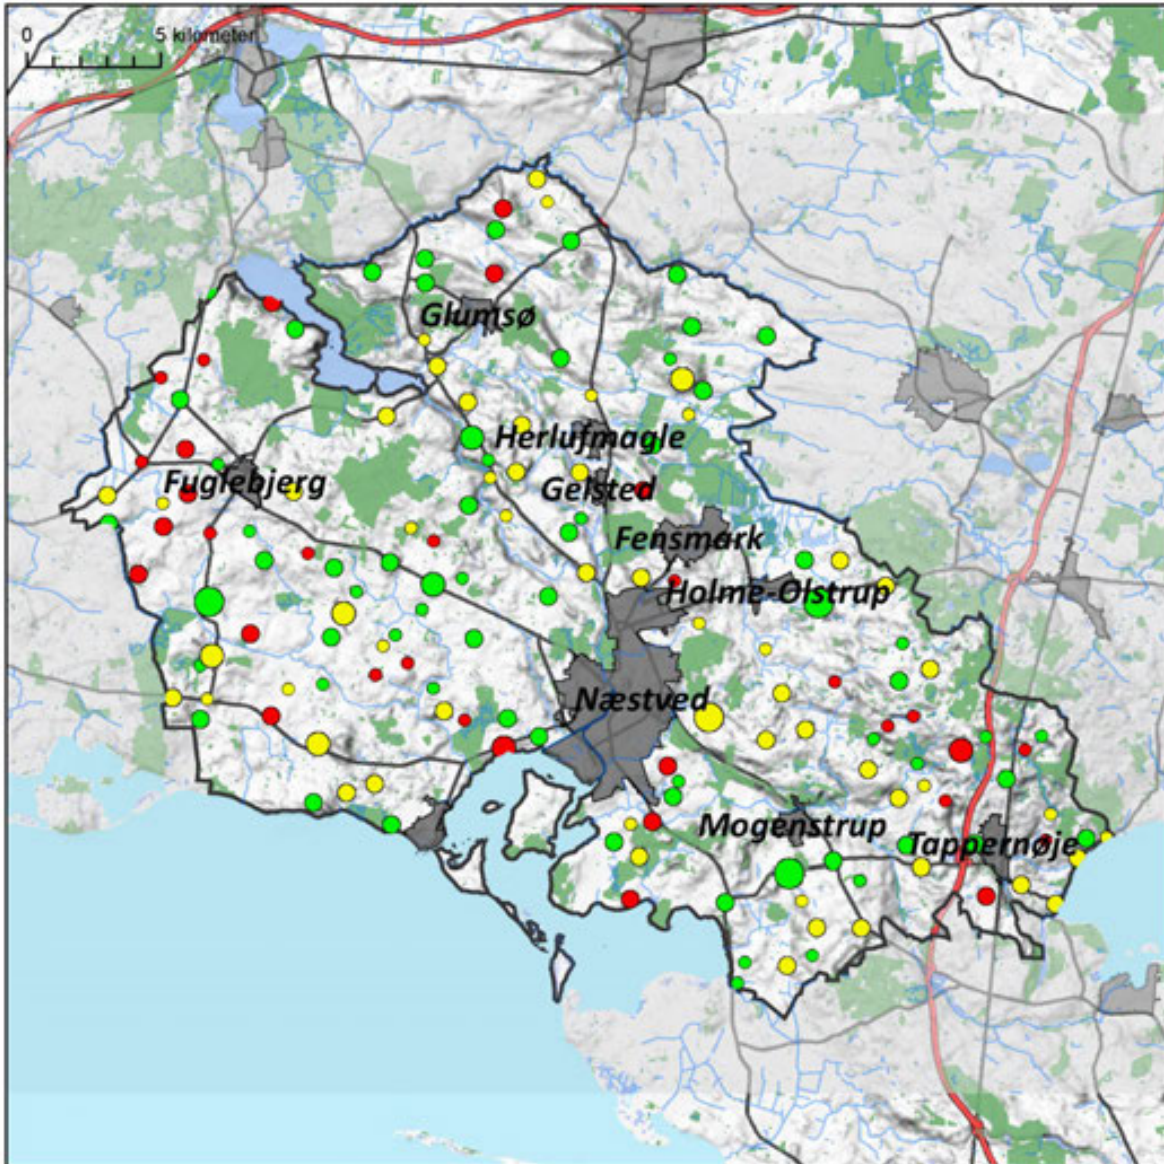 0 5 kilometer
Glumsø
Herlufmagle
Fuglebjerg
Gelsted
Fensmark
Holme-Olstrup
Næstved
Mogenstrup
Tappernøje